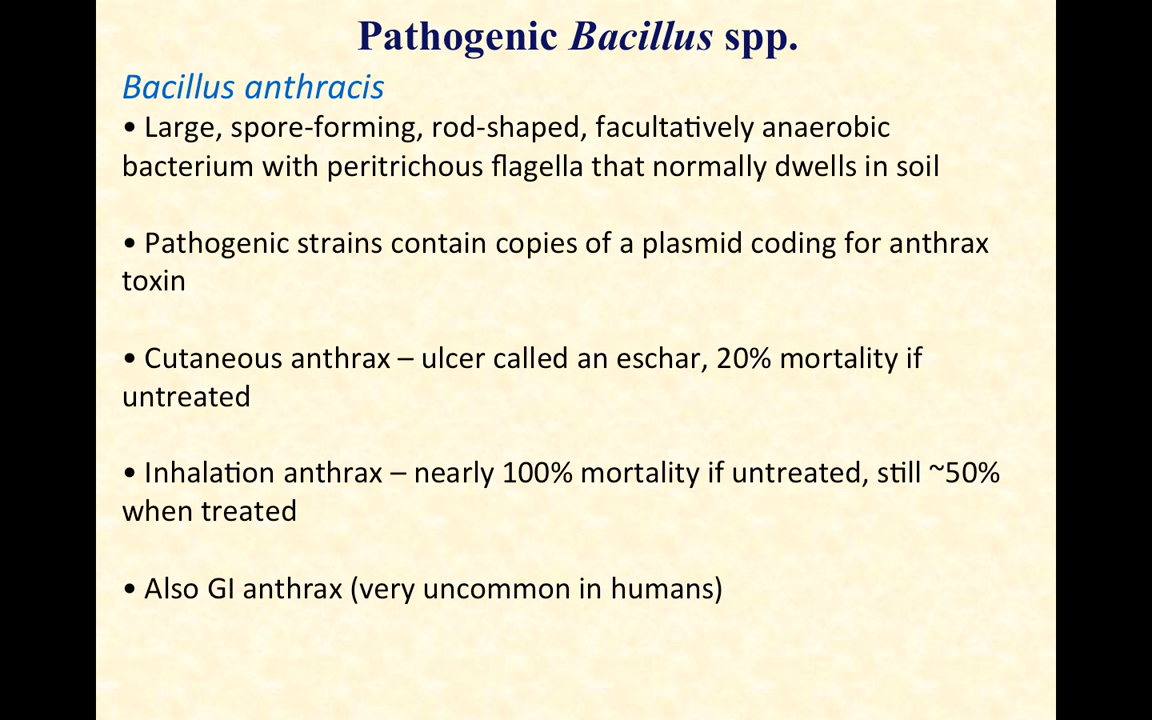 Pathogenic Bacillus spp.
Bacillus anthracis
• Large, spore-forming, rod-shaped, facultatively anaerobic
bacterium with peritrichous flagella that normally dwells in soil
• Pathogenic strains contain copies of a plasmid coding for anthrax
toxin
• Cutaneous anthrax – ulcer called an eschar, 20% mortality if
untreated
• Inhalation anthrax – nearly 100% mortality if untreated, still ~50%
when treated
• Also GI anthrax (very uncommon in humans)